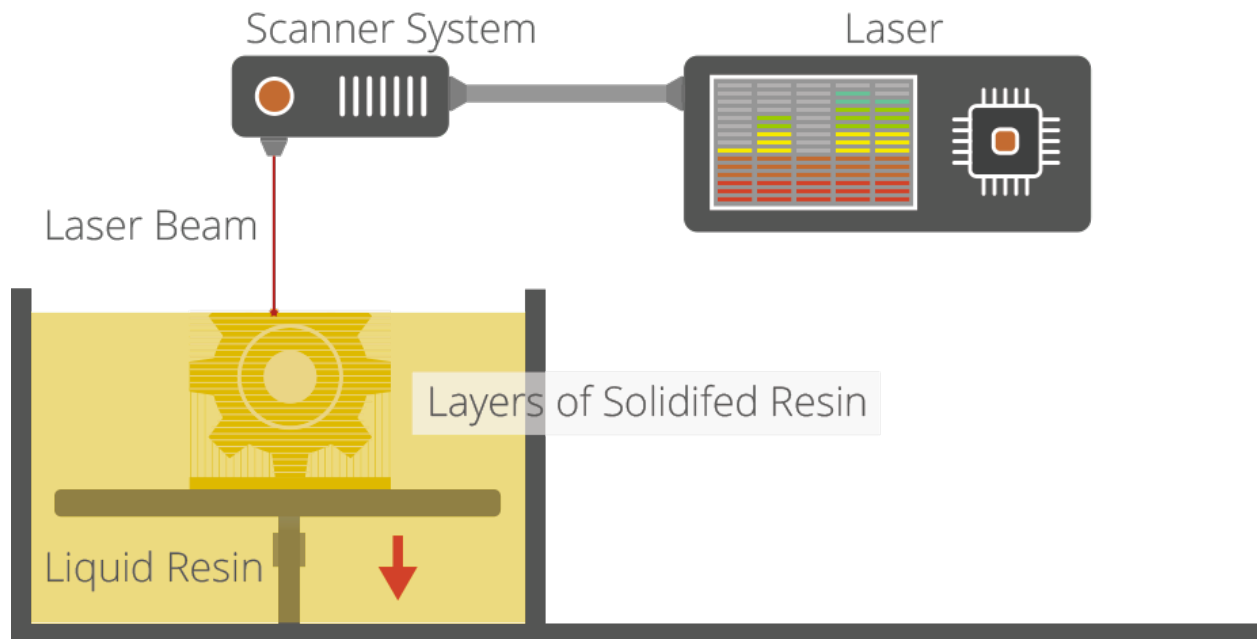 Scanner System
Laser
Laser Beam
Layers of Solidifed Resin
Liquid Resin